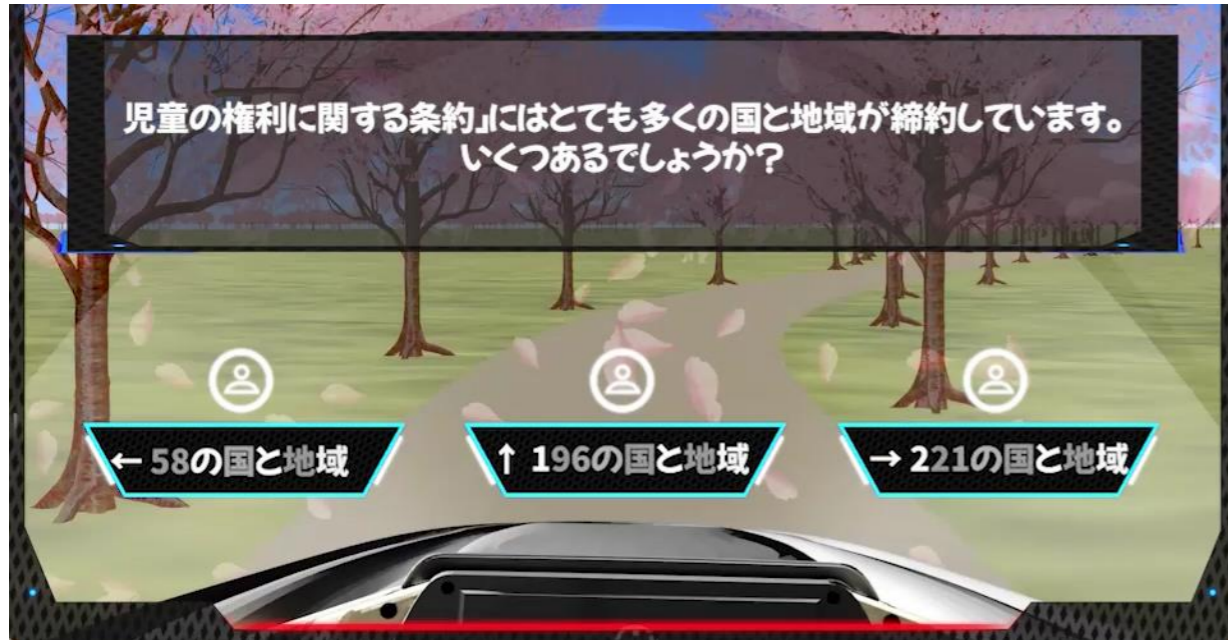 児童の権利に関する条約」にはとても多くの国と地域が締約しています。
いくつあるでしょうか?
← 58の国と地域
↑ 196の国と地域
→ 221の国と地域